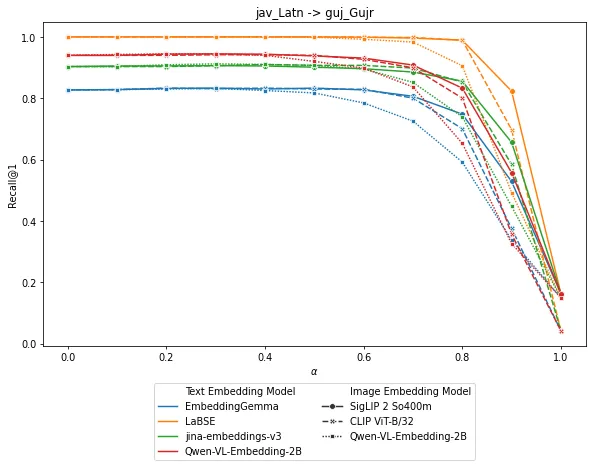 jav_Latn -> guj_Gujr
Recall@1
1.0
0.8
0.6
0.4
0.2
0.0
0.0 0.2 0.4 0.6 0.8 1.0
α
Text Embedding Model
EmbeddingGemma
LaBSE
jina-embeddings-v3
Qwen-VL-Embedding-2B
Image Embedding Model
SigLIP 2 So400m
CLIP ViT-B/32
Qwen-VL-Embedding-2B